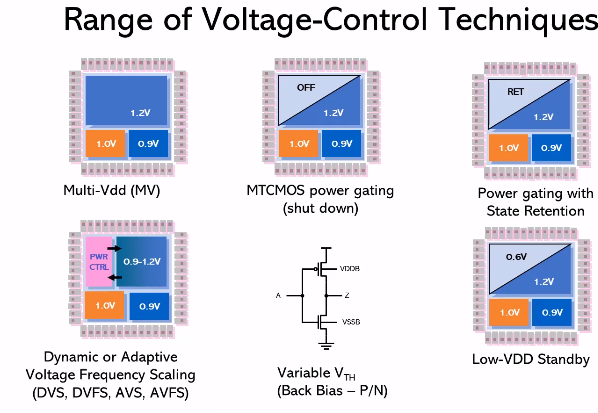 Range of Voltage-Control Techniques
1.2V
1.0V
0.9V
Multi-Vdd (MV)
OFF
1.2V
1.0V
0.9V
MTCMOS power gating
(shut down)
RET
1.2V
1.0V
0.9V
Power gating with
State Retention
PWR
CTRL
0.9–1.2V
1.0V
0.9V
Dynamic or Adaptive
Voltage Frequency Scaling
(DVS, DVFS, AVS, AVFS)
VDDB
A
Z
VSSB
Variable VTH
(Back Bias – P/N)
0.6V
1.2V
1.0V
0.9V
Low-VDD Standby